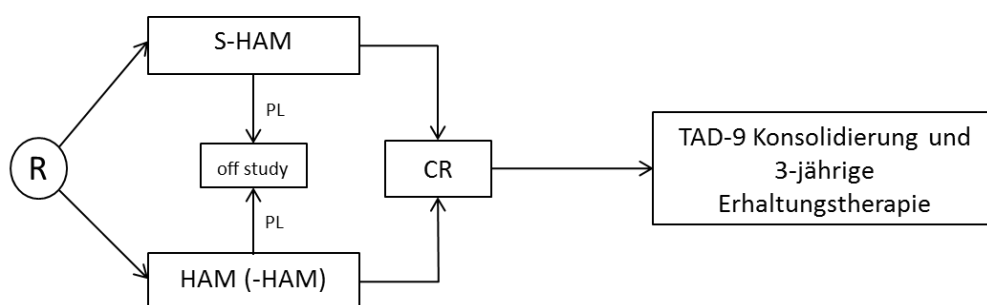 S-HAM
PL
R
off study
CR
TAD-9 Konsolidierung und
3-jährige
Erhaltungstherapie
PL
HAM (-HAM)